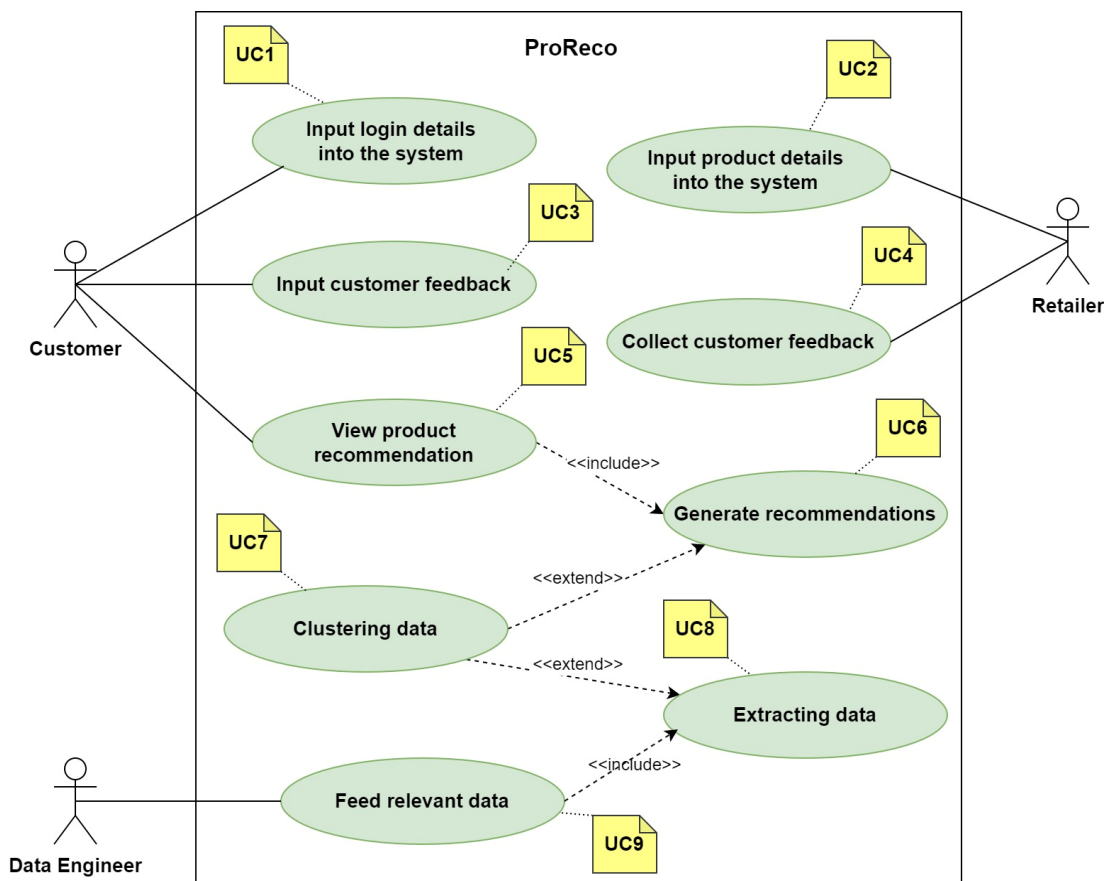 ProReco
UC1
UC2
Input login details
into the system
Input product details
into the system
UC3
UC4
Input customer feedback
Customer
Retailer
Collect customer feedback
UC5
View product
recommendation
<<include>>
UC6
Generate recommendations
UC7
<<extend>>
Clustering data
UC8
<<extend>>
Extracting data
<<include>>
Feed relevant data
UC9
Data Engineer